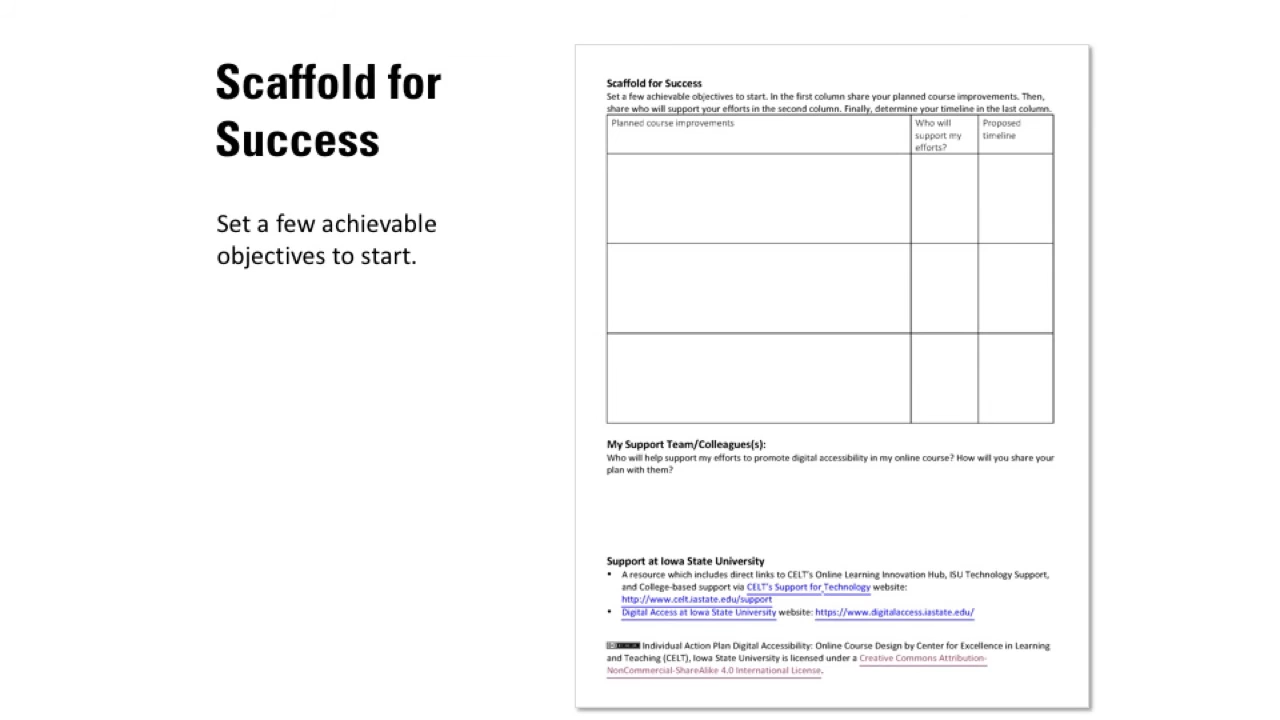 Scaffold for
Success
Set a few achievable
objectives to start.
Scaffold for Success
Set a few achievable objectives to start. In the first column share your planned course improvements. Then,
share who will support your efforts in the second column. Finally, determine your timeline in the last column.
Planned course improvements
Who will
support my
efforts?
Proposed
timeline
My Support Team/Colleagues(s):
Who will help support my efforts to promote digital accessibility in my online course? How will you share your
plan with them?
Support at Iowa State University
▪ A resource which includes direct links to CELT's Online Learning Innovation Hub, ISU Technology Support,
and College-based support via CELT's Support for Technology website:
http://www.celt.iastate.edu/support
▪ Digital Access at Iowa State University website: https://www.digitalaccess.iastate.edu/
Individual Action Plan Digital Accessibility: Online Course Design by Center for Excellence in Learning
and Teaching (CELT), Iowa State University is licensed under a Creative Commons Attribution-
NonCommercial-ShareAlike 4.0 International License.